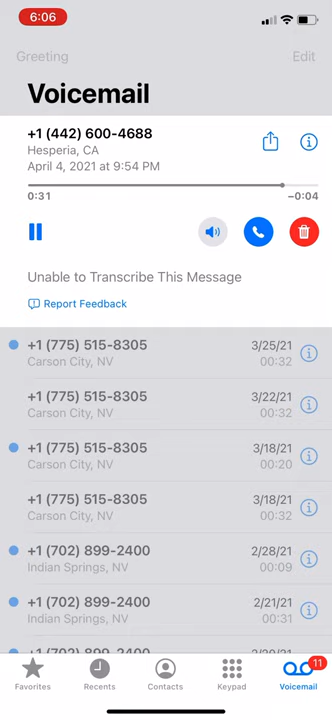 6:06
Greeting Edit
Voicemail
+1 (442) 600-4688
Hesperia, CA
April 4, 2021 at 9:54 PM
0:31 −0:04
Unable to Transcribe This Message
Report Feedback
+1 (775) 515-8305 3/25/21
Carson City, NV 00:32
+1 (775) 515-8305 3/22/21
Carson City, NV 00:32
+1 (775) 515-8305 3/18/21
Carson City, NV 00:20
+1 (775) 515-8305 3/18/21
Carson City, NV 00:32
+1 (702) 899-2400 2/28/21
Indian Springs, NV 00:09
+1 (702) 899-2400 2/21/21
Indian Springs, NV 00:31
+1 (702) 899-2400
11
Favorites Recents Contacts Keypad Voicemail